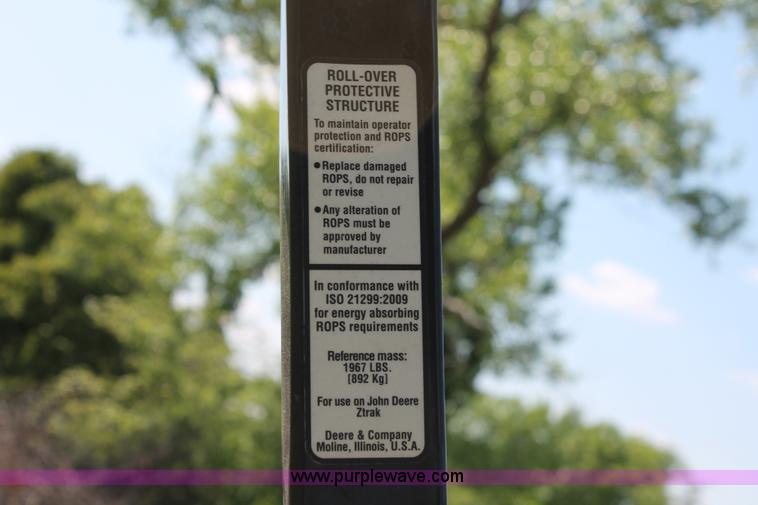 ROLL-OVER
PROTECTIVE
STRUCTURE
To maintain operator
protection and ROPS
certification:
• Replace damaged
ROPS, do not repair
or revise
• Any alteration of
ROPS must be
approved by
manufacturer
In conformance with
ISO 21299:2009
for energy absorbing
ROPS requirements
Reference mass:
1967 LBS.
[892 Kg]
For use on John Deere
Ztrak
Deere & Company
Moline, Illinois, U.S.A.
www.purplewave.com